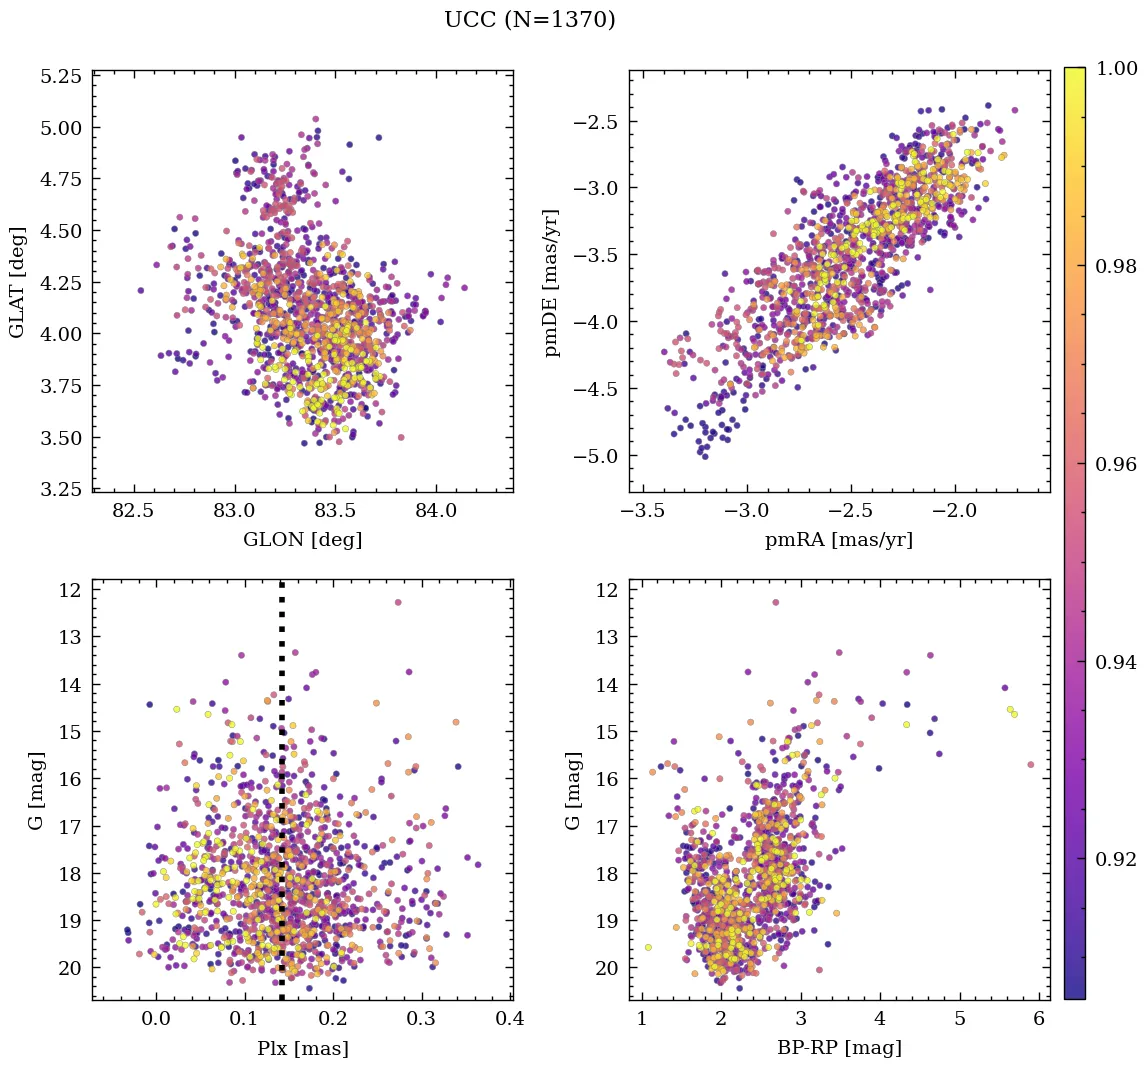 UCC (N=1370)
5.25
5.00
4.75
4.50
4.25
4.00
3.75
3.50
3.25
GLAT [deg]
82.5 83.0 83.5 84.0
GLON [deg]
−2.5
−3.0
−3.5
−4.0
−4.5
−5.0
pmDE [mas/yr]
−3.5 −3.0 −2.5 −2.0
pmRA [mas/yr]
1.00
0.98
0.96
0.94
0.92
12
13
14
15
16
17
18
19
20
G [mag]
0.0 0.1 0.2 0.3 0.4
Plx [mas]
12
13
14
15
16
17
18
19
20
G [mag]
1 2 3 4 5 6
BP-RP [mag]